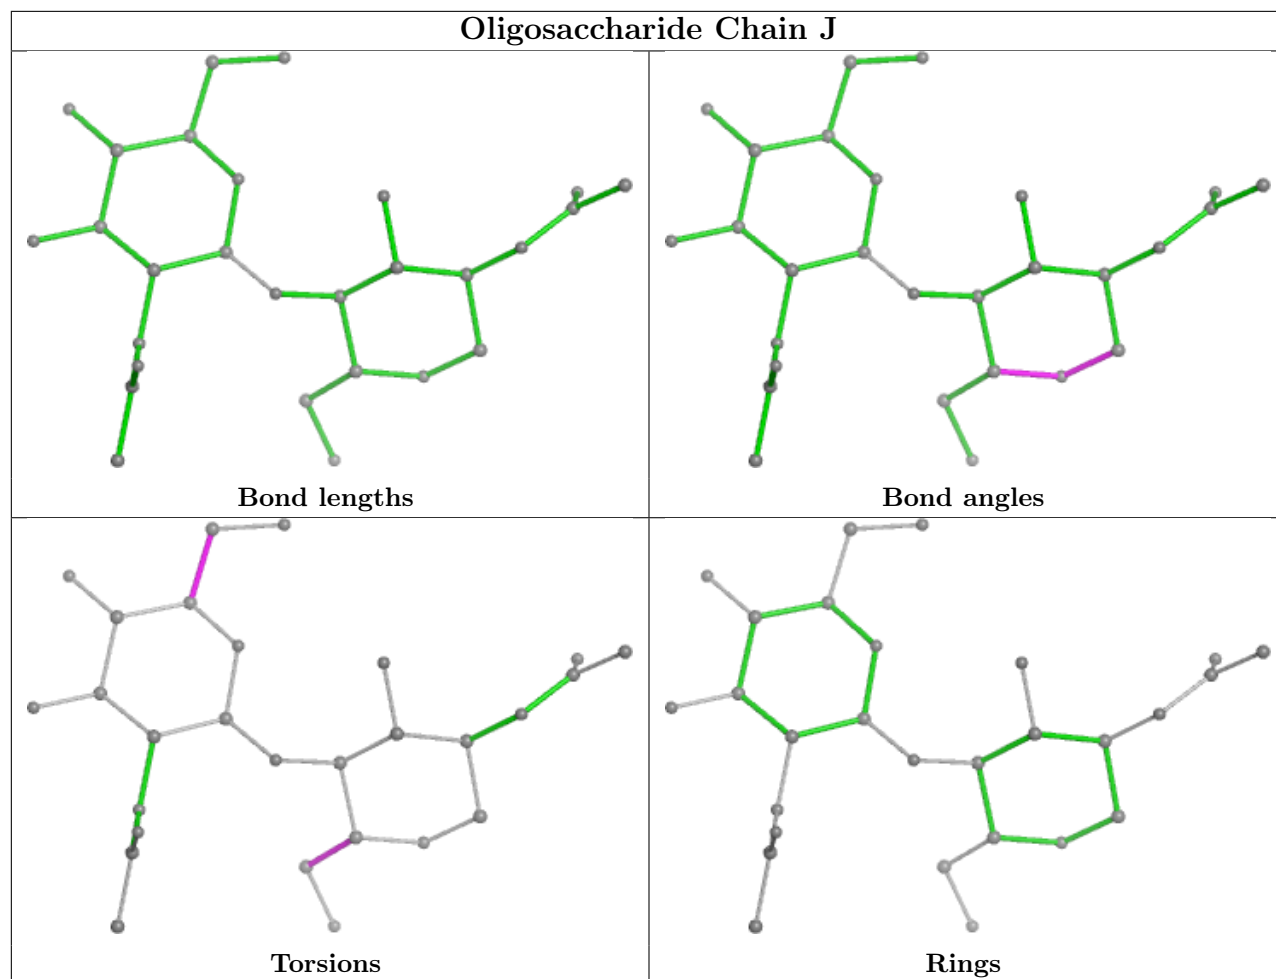 Oligosaccharide Chain J
Bond lengths
Bond angles
Torsions
Rings